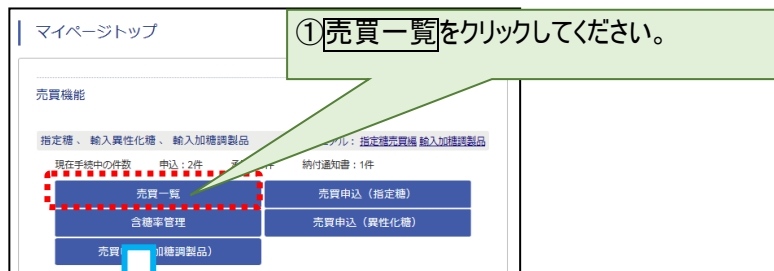 マイページトップ
①売買一覧をクリックしてください。
売買機能
指定糖 、 輸入異性化糖 、 輸入加糖調製品 アル： 指定糖売買編 輸入加糖調製品
現在手続中の件数 申込：2件 件 納付通知書：1件
売買一覧 売買申込（指定糖）
含糖率管理 売買申込（異性化糖）
売買 加糖調製品）